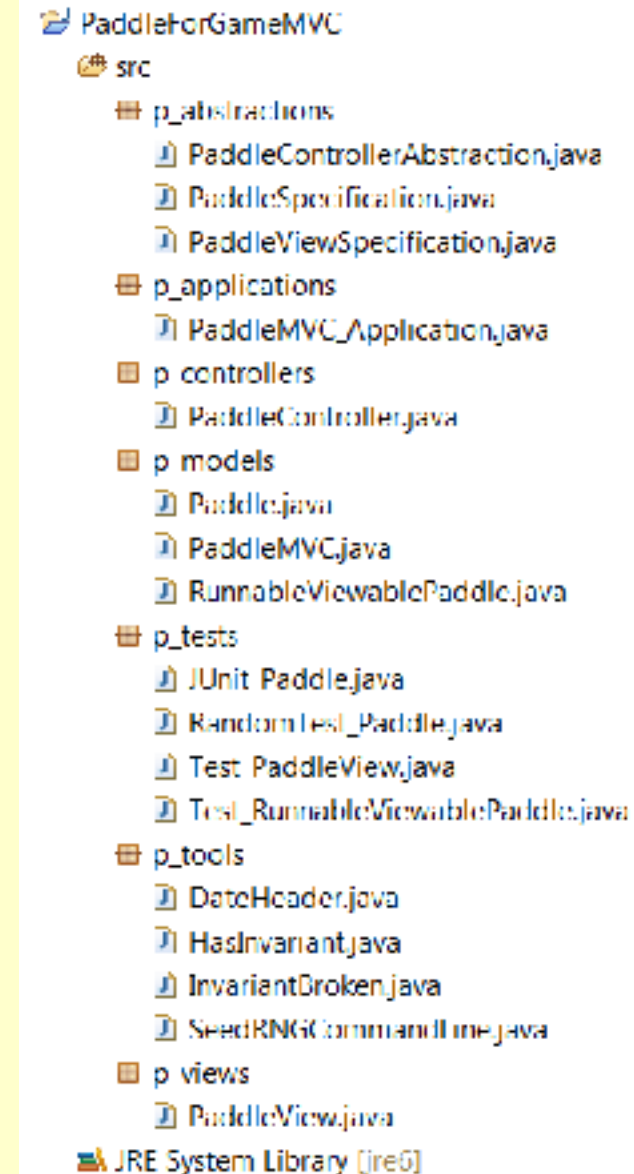 PaddleForGameMVC
src
p_abstractions
PaddleControllerAbstraction.java
PaddleSpecification.java
PaddleViewSpecification.java
p_applications
PaddleMVC_Application.java
p_controllers
PaddleController.java
p_models
Paddle.java
PaddleMVC.java
RunnableViewablePaddle.java
p_tests
JUnit_Paddle.java
RandomTest_Paddle.java
Test_PaddleView.java
Test_RunnableViewablePaddle.java
p_tools
DateHeader.java
HasInvariant.java
InvariantBroken.java
SeedRNGCommandLine.java
p_views
PaddleView.java
JRE System Library [jre6]